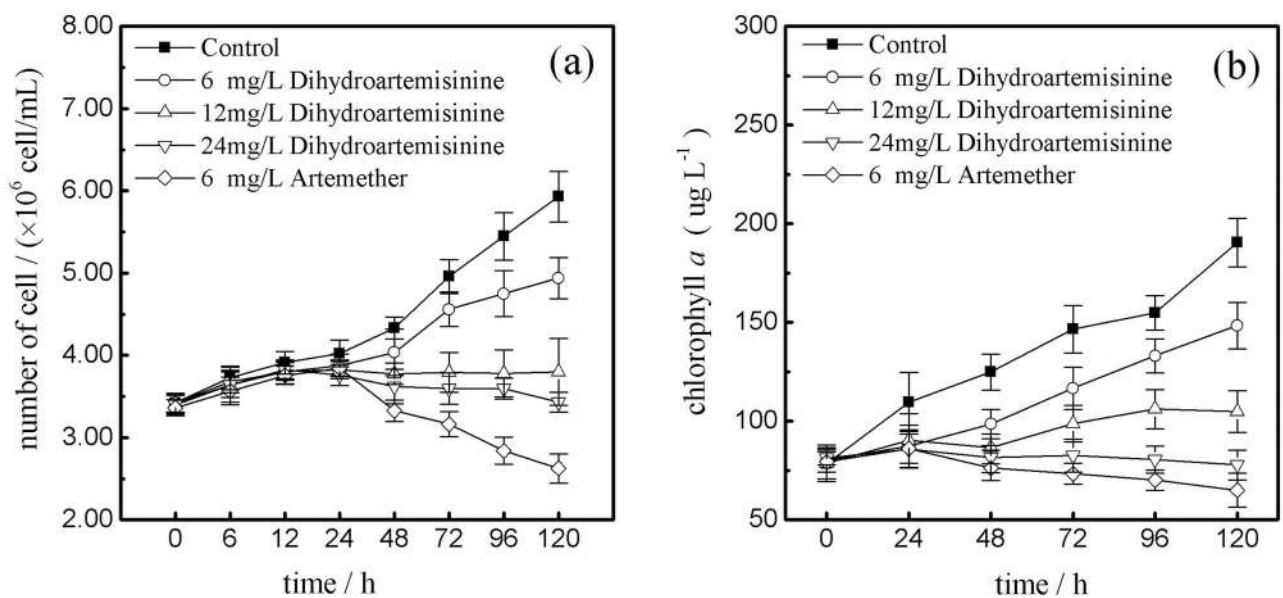 (a)
Control
6 mg/L Dihydroartemisinine
12mg/L Dihydroartemisinine
24mg/L Dihydroartemisinine
6 mg/L Artemether
number of cell / (×10⁶ cell/mL)
8.00
7.00
6.00
5.00
4.00
3.00
2.00
0 6 12 24 48 72 96 120
time / h
(b)
Control
6 mg/L Dihydroartemisinine
12mg/L Dihydroartemisinine
24mg/L Dihydroartemisinine
6 mg/L Artemether
chlorophyll a ( ug L⁻¹)
300
250
200
150
100
50
0 24 48 72 96 120
time / h